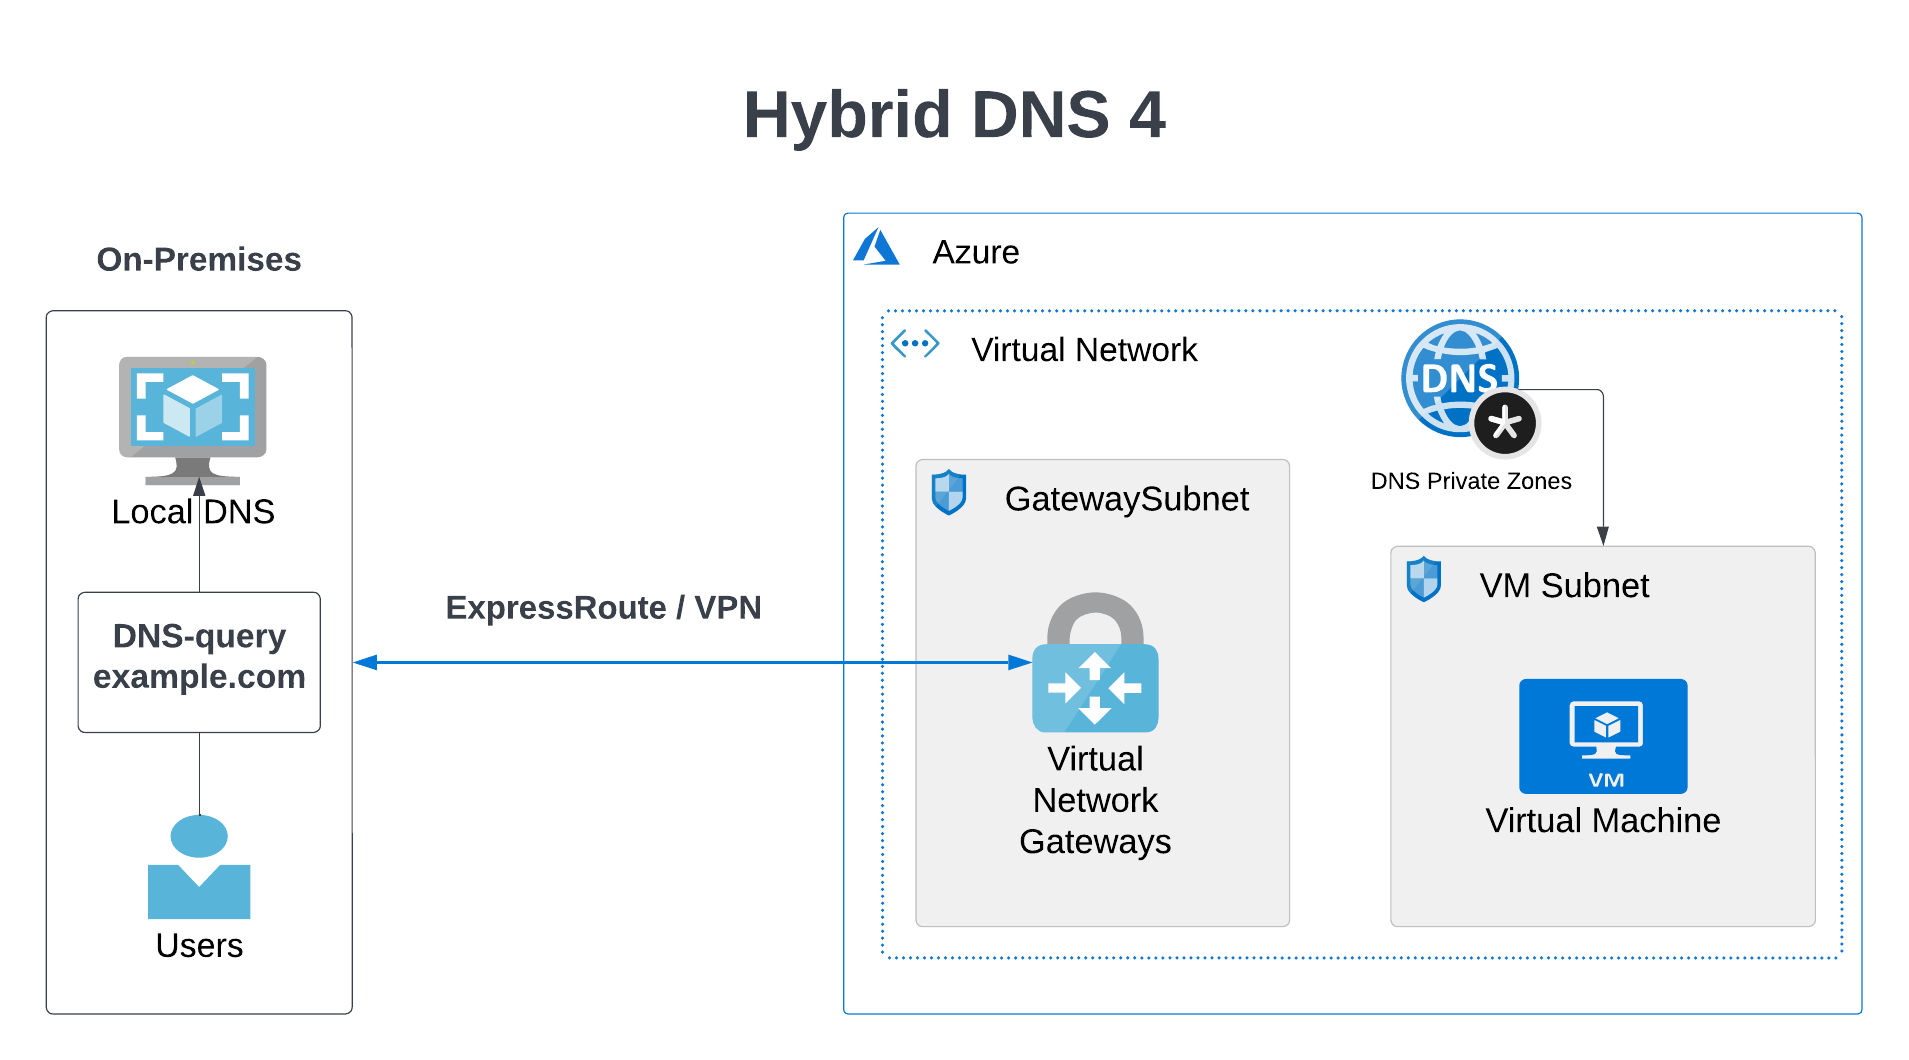 Hybrid DNS 4
On-Premises
Local DNS
DNS-query
example.com
Users
ExpressRoute / VPN
Azure
Virtual Network
GatewaySubnet
Virtual
Network
Gateways
DNS
DNS Private Zones
VM Subnet
VM
Virtual Machine